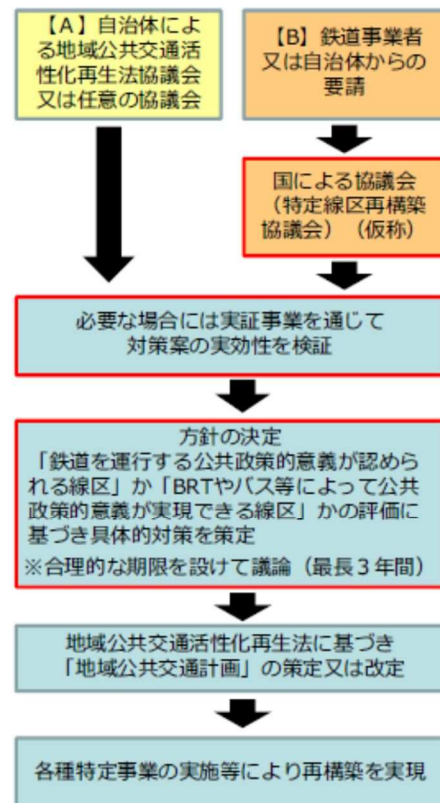 【A】自治体によ
る地域公共交通活
性化再生法協議会
又は任意の協議会
【B】鉄道事業者
又は自治体からの
要請
国による協議会
(特定線区再構築
協議会)(仮称)
必要な場合には実証事業を通じて
対策案の実効性を検証
方針の決定
「鉄道を運行する公共政策的意義が認めら
れる線区」か「BRTやバス等によって公共
政策的意義が実現できる線区」かの評価に
基づき具体的対策を策定
※合理的な期限を設けて議論(最長3年間)
地域公共交通活性化再生法に基づき
「地域公共交通計画」の策定又は改定
各種特定事業の実施等により再構築を実現